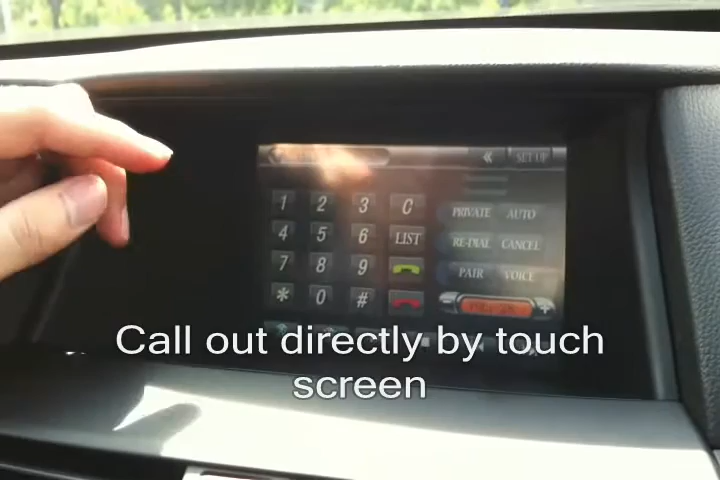 « SET UP
1 2 3 C PRIVATE AUTO
4 5 6 LIST RE-DIAL CANCEL
7 8 9 PAIR VOICE
* 0 #
− +
Call out directly by touch
screen